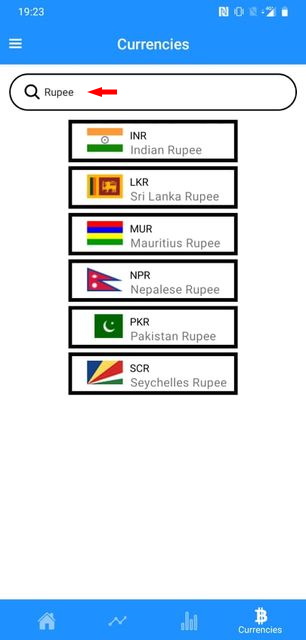 19:23
Currencies
Rupee
INR
Indian Rupee
LKR
Sri Lanka Rupee
MUR
Mauritius Rupee
NPR
Nepalese Rupee
PKR
Pakistan Rupee
SCR
Seychelles Rupee
Currencies